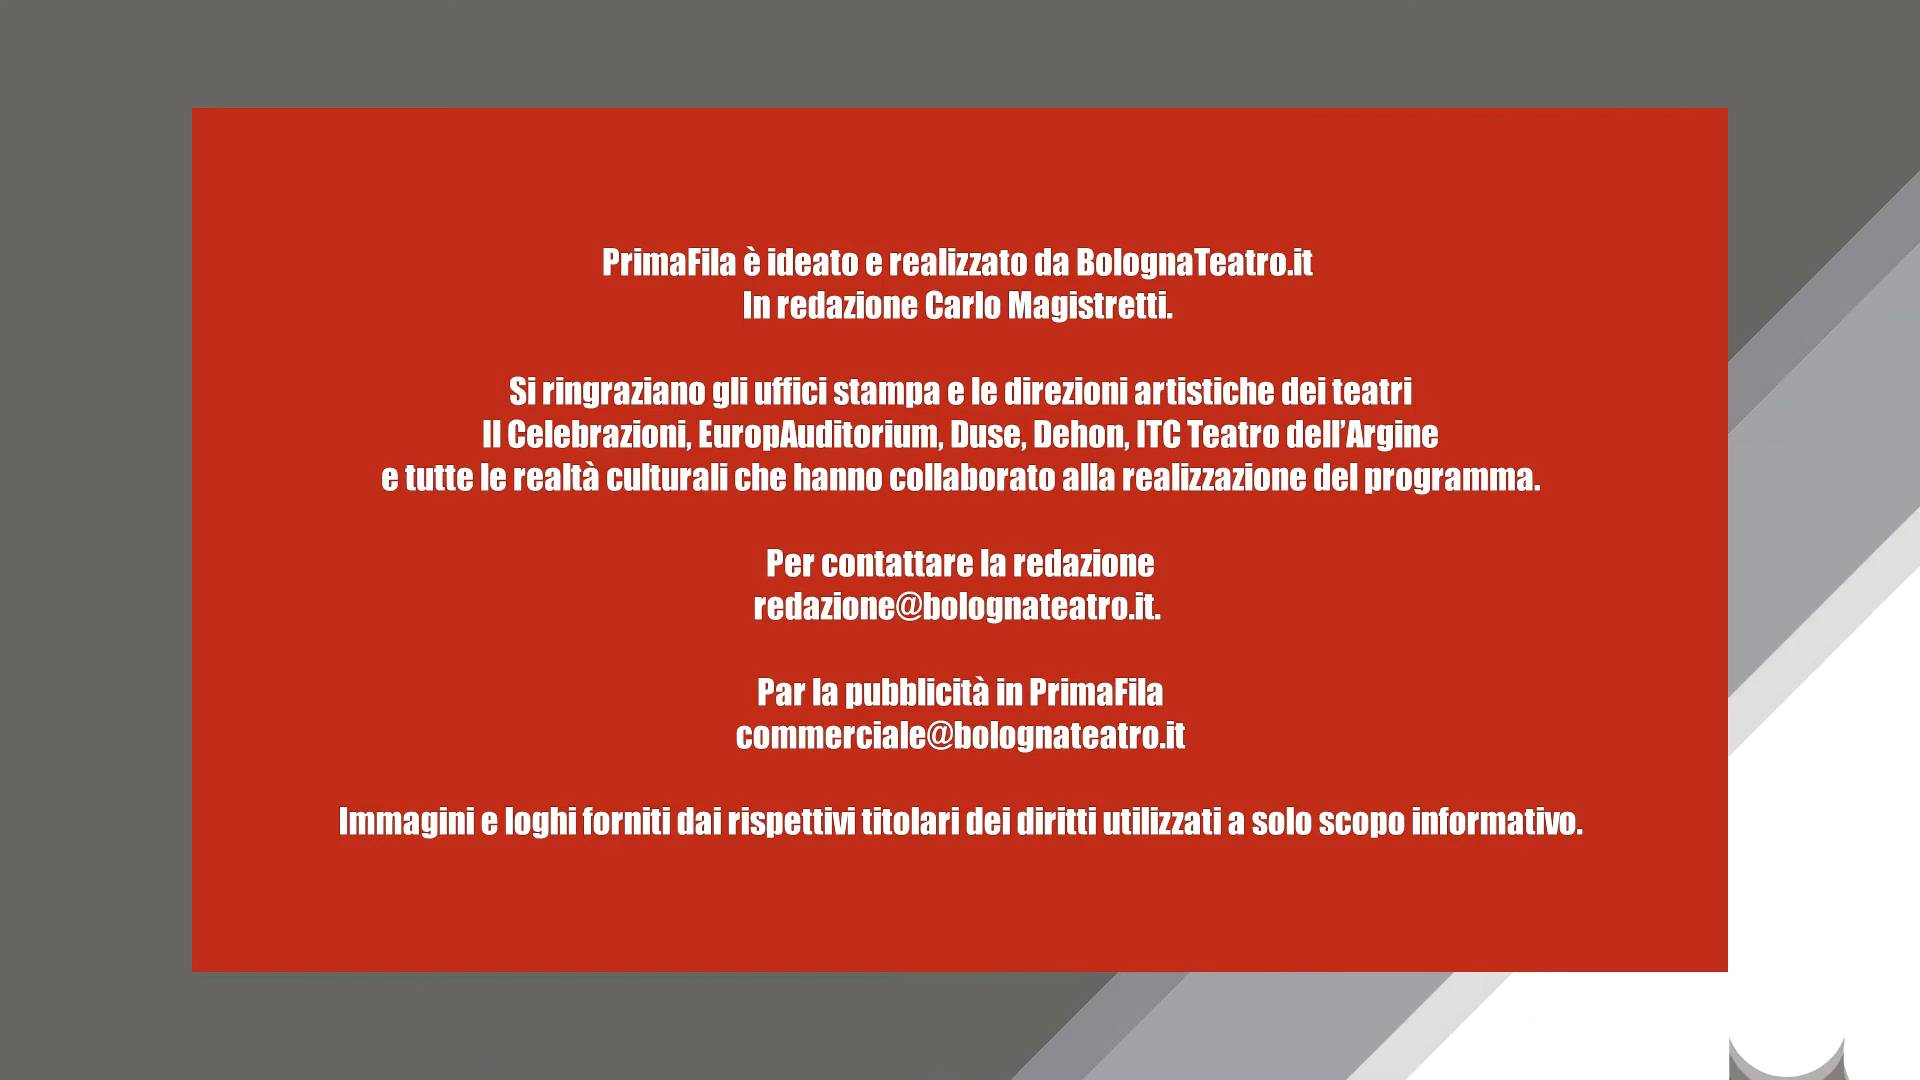 PrimaFila è ideato e realizzato da BolognaTeatro.it
In redazione Carlo Magistretti.
Si ringraziano gli uffici stampa e le direzioni artistiche dei teatri
Il Celebrazioni, EuropAuditorium, Duse, Dehon, ITC Teatro dell’Argine
e tutte le realtà culturali che hanno collaborato alla realizzazione del programma.
Per contattare la redazione
redazione@bolognateatro.it.
Par la pubblicità in PrimaFila
commerciale@bolognateatro.it
Immagini e loghi forniti dai rispettivi titolari dei diritti utilizzati a solo scopo informativo.